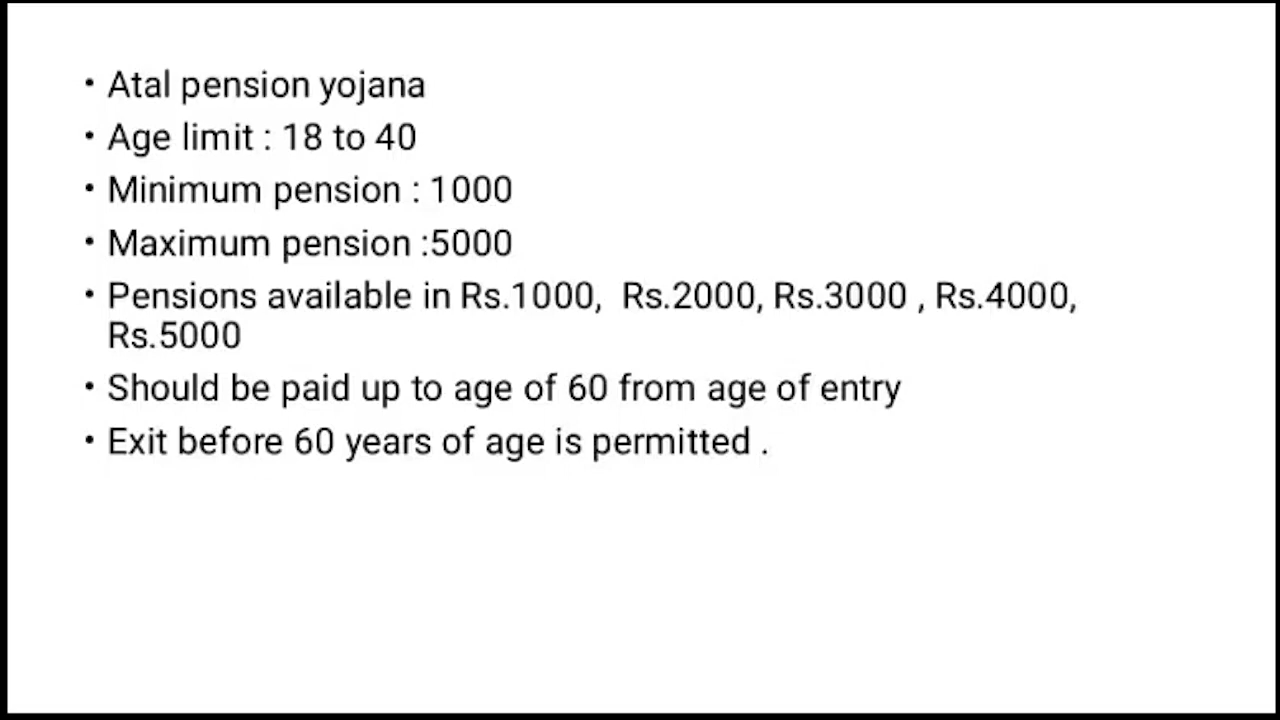 • Atal pension yojana
• Age limit : 18 to 40
• Minimum pension : 1000
• Maximum pension :5000
• Pensions available in Rs.1000,  Rs.2000, Rs.3000 , Rs.4000,
Rs.5000
• Should be paid up to age of 60 from age of entry
• Exit before 60 years of age is permitted .